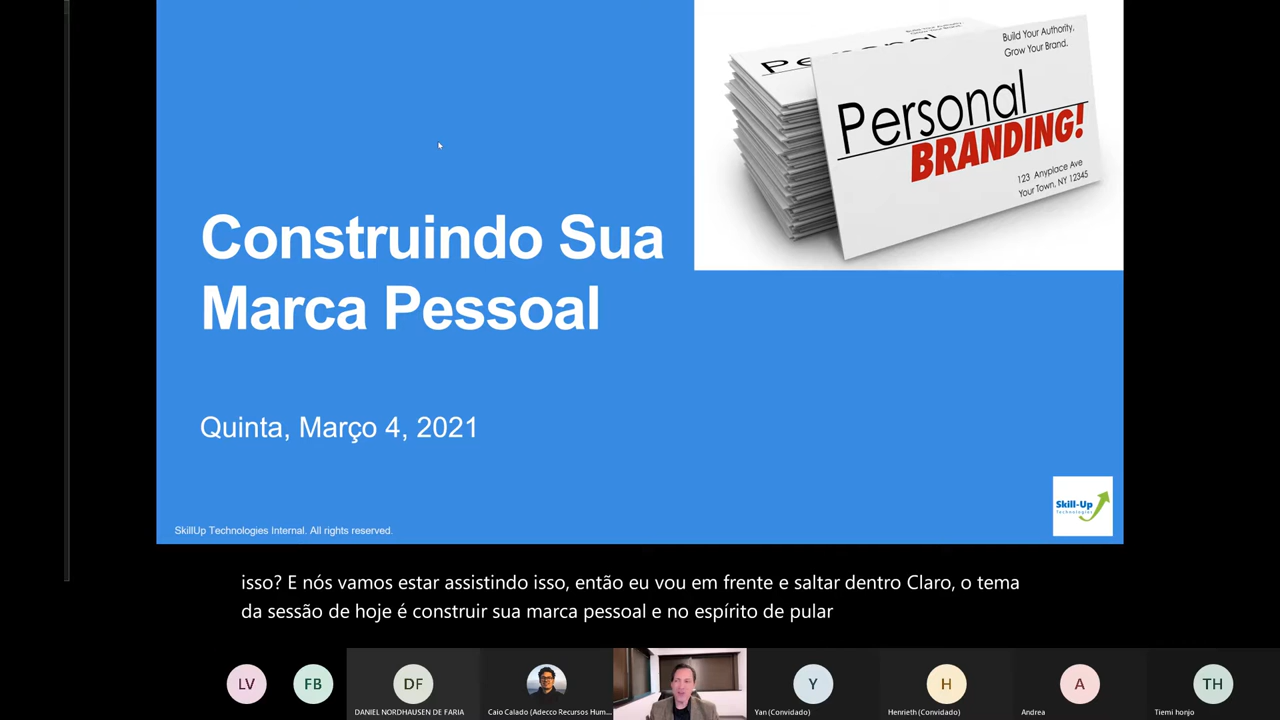 Build Your Authority.
Grow Your Brand.
Personal
BRANDING!
123 Anyplace Ave
Your Town, NY 12345
Construindo Sua
Marca Pessoal
Quinta, Março 4, 2021
Skill-Up
Technologies
SkillUp Technologies Internal. All rights reserved.
isso? E nós vamos estar assistindo isso, então eu vou em frente e saltar dentro Claro, o tema
da sessão de hoje é construir sua marca pessoal e no espírito de pular
LV
FB
DF
Y
H
A
TH
DANIEL NORDHAUSEN DE FARIA
Caio Calado (Adecco Recursos Hum...
Yan (Convidado)
Henrieth (Convidado)
Andrea
Tiemi honjo